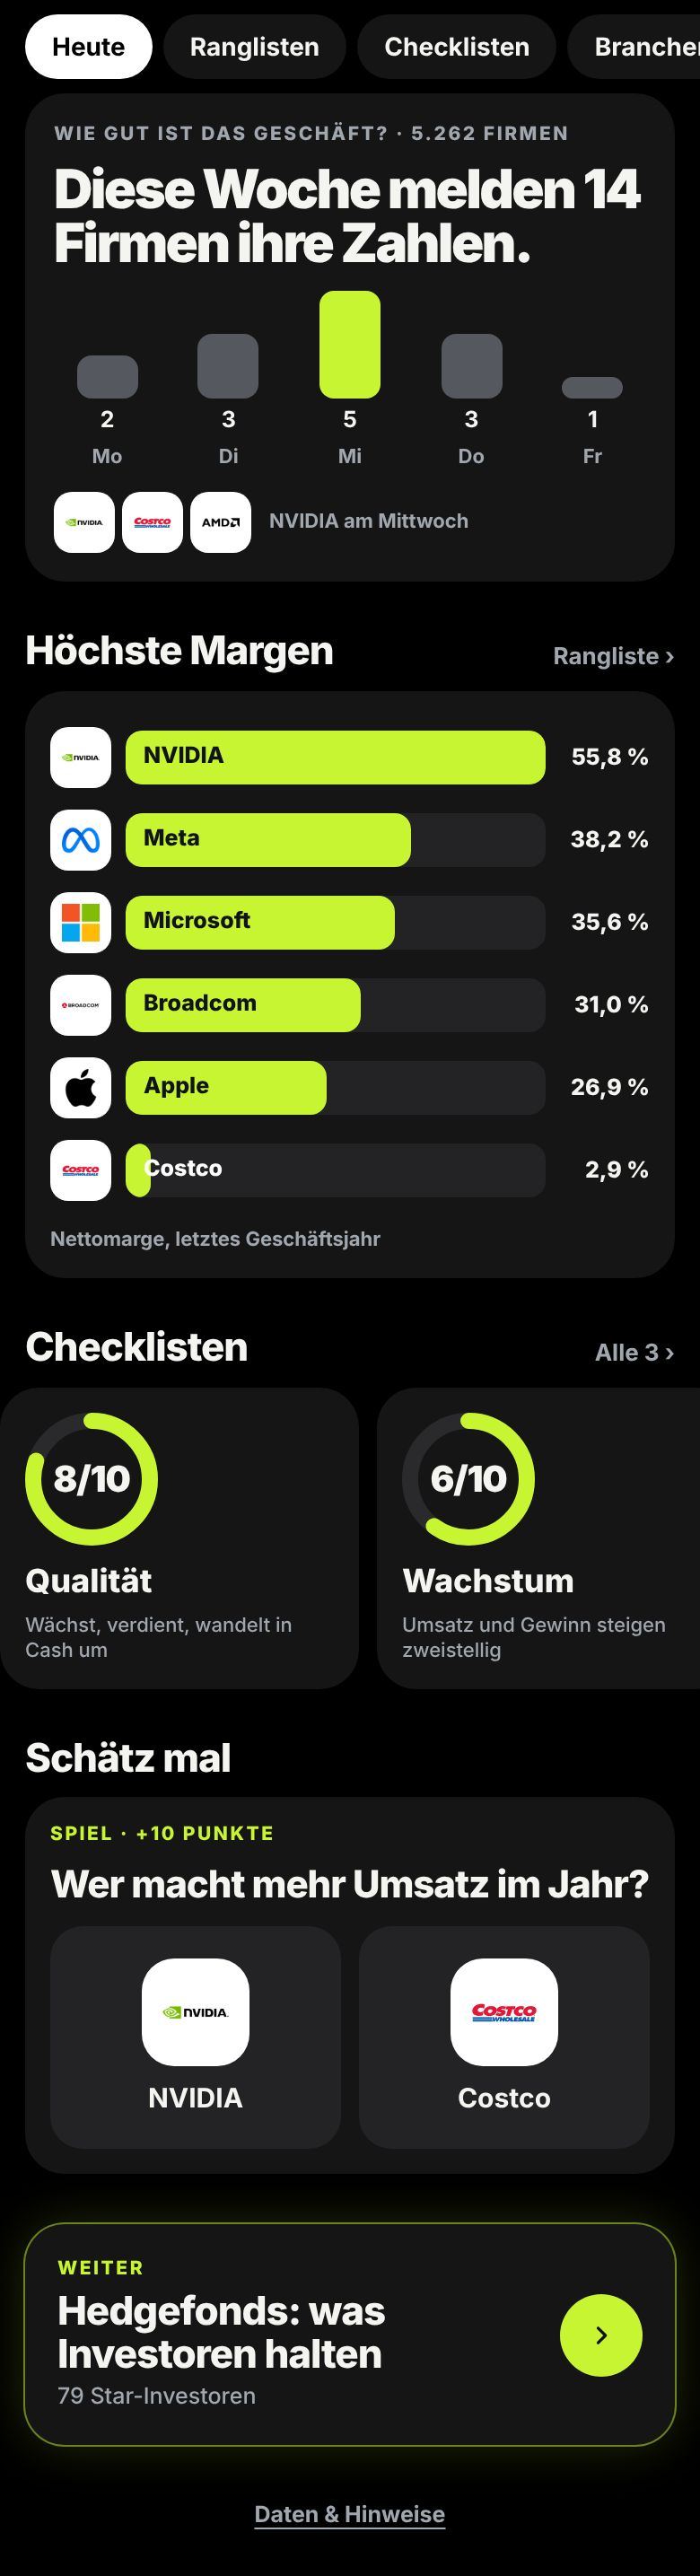 Heute Ranglisten Checklisten Branchen
WIE GUT IST DAS GESCHÄFT? · 5.262 FIRMEN
Diese Woche melden 14
Firmen ihre Zahlen.
2 3 5 3 1
Mo Di Mi Do Fr
NVIDIA COSTCO WHOLESALE AMD NVIDIA am Mittwoch
Höchste Margen Rangliste ›
NVIDIA NVIDIA 55,8 %
Meta 38,2 %
Microsoft 35,6 %
BROADCOM Broadcom 31,0 %
Apple 26,9 %
COSTCO WHOLESALE Costco 2,9 %
Nettomarge, letztes Geschäftsjahr
Checklisten Alle 3 ›
8/10 6/10
Qualität Wachstum
Wächst, verdient, wandelt in Umsatz und Gewinn steigen
Cash um zweistellig
Schätz mal
SPIEL · +10 PUNKTE
Wer macht mehr Umsatz im Jahr?
NVIDIA COSTCO WHOLESALE
NVIDIA Costco
WEITER
Hedgefonds: was
Investoren halten
79 Star-Investoren
Daten & Hinweise